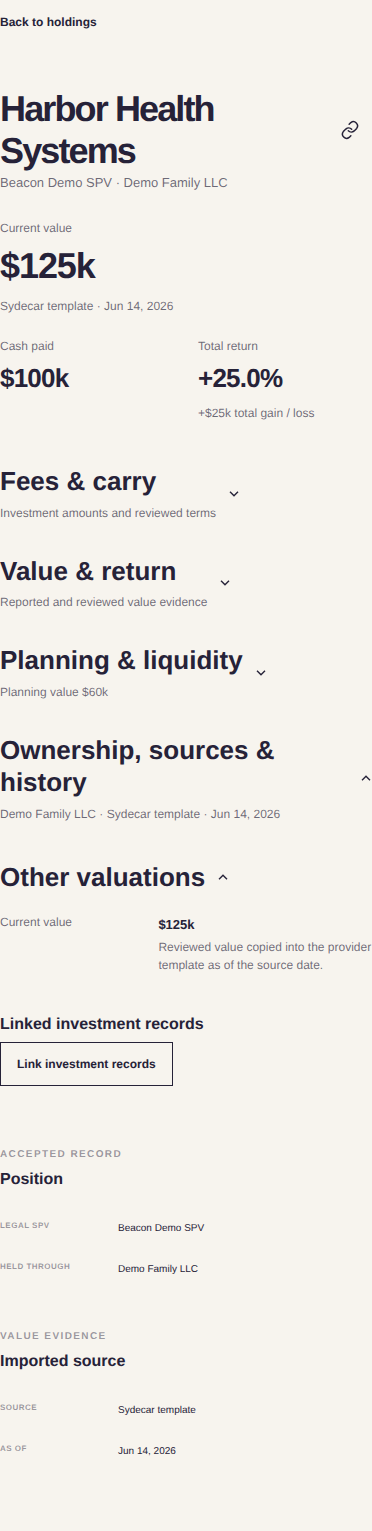 Back to holdings
Harbor Health
Systems
Beacon Demo SPV · Demo Family LLC
Current value
$125k
Sydecar template · Jun 14, 2026
Cash paid
Total return
$100k
+25.0%
+$25k total gain / loss
Fees & carry
Investment amounts and reviewed terms
Value & return
Reported and reviewed value evidence
Planning & liquidity
Planning value $60k
Ownership, sources &
history
Demo Family LLC · Sydecar template · Jun 14, 2026
Other valuations
Current value
$125k
Reviewed value copied into the provider
template as of the source date.
Linked investment records
Link investment records
ACCEPTED RECORD
Position
LEGAL SPV
Beacon Demo SPV
HELD THROUGH
Demo Family LLC
VALUE EVIDENCE
Imported source
SOURCE
Sydecar template
AS OF
Jun 14, 2026